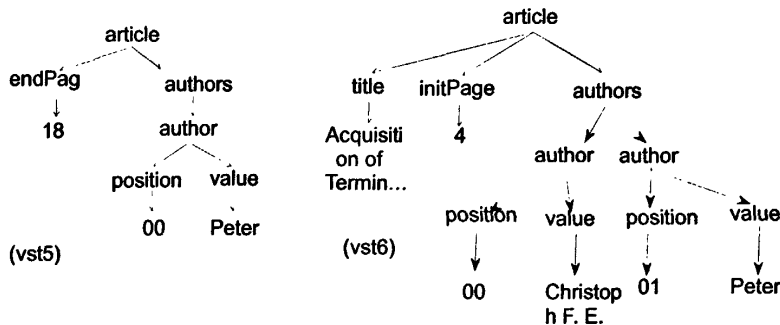 article
endPag
authors
18
author
position
value
00
Peter
(vst5)
article
title
initPage
authors
Acquisiti
on of
Termin...
4
author
author
position
value
position
value
(vst6)
00
Christop
h F. E.
01
Peter